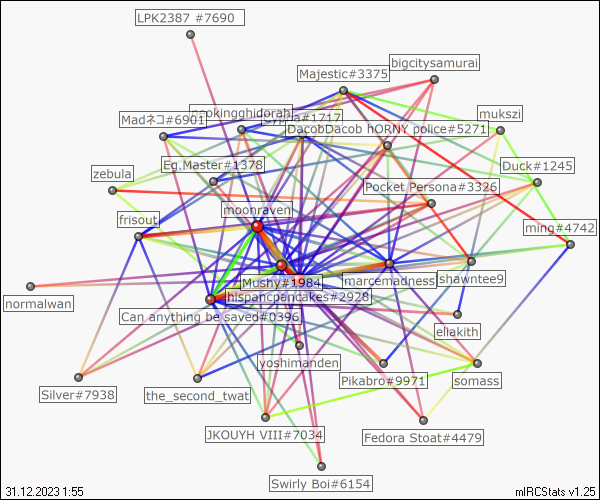 LPK2387 #7690
bigcitysamurai
Majestic#3375
mukszi
Madネコ#6901
DacobDacob hORNY police#5271
Eg.Master#1378
Duck#1245
zebula
Pocket Persona#3326
moonraven
frisout
ming#4742
Mushy#1984
marcemadness
shawntee9
hispancpancakes#2928
normalwan
Can anything be saved#0396
eliakith
yoshimanden
Pikabro#9971
somass
Silver#7938
the_second_twat
JKOUYH VIII#7034
Fedora Stoat#4479
Swirly Boi#6154
31.12.2023 1:55
mIRCStats v1.25